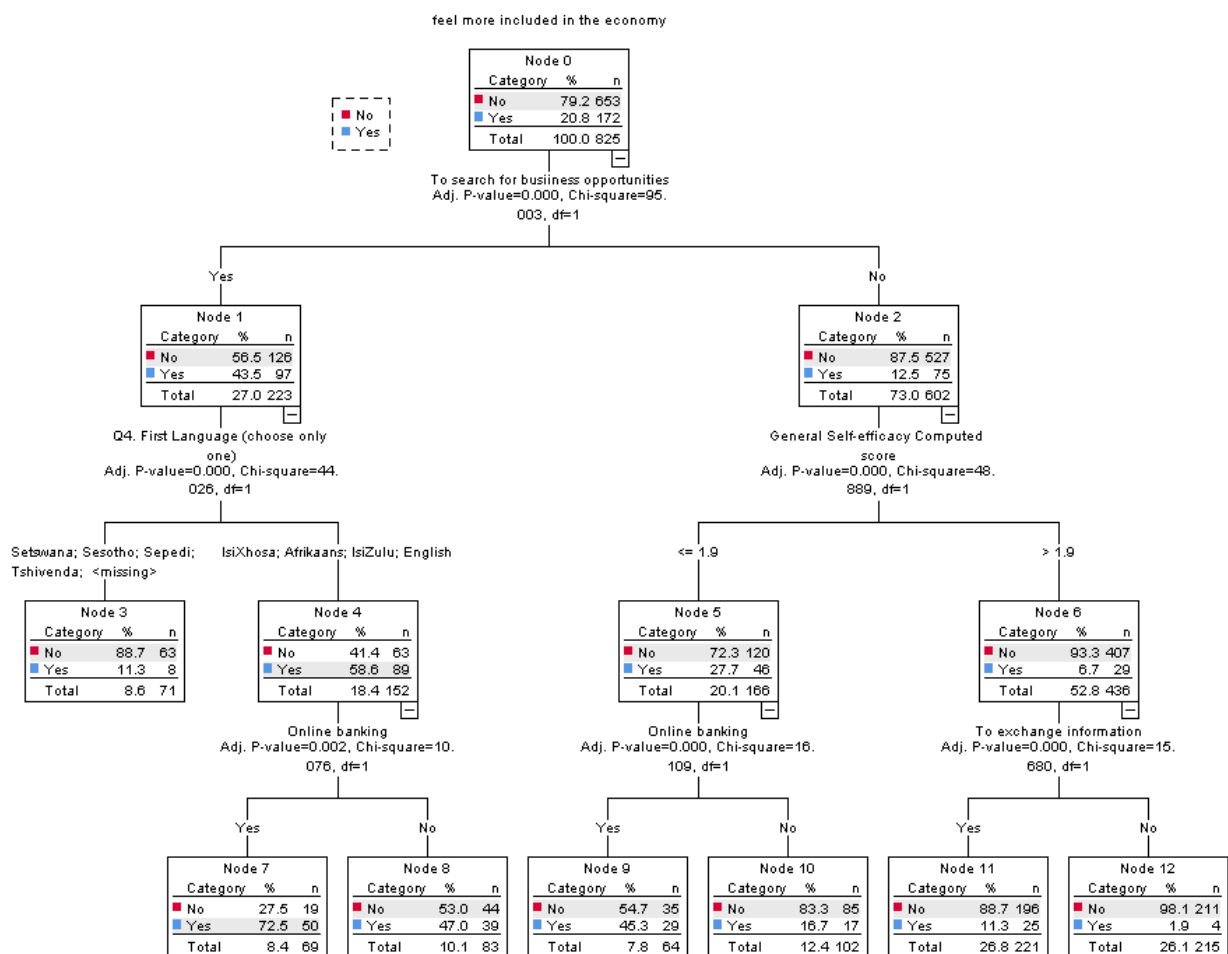 feel more included in the economy
Node 0
Category % n
No 79.2 653
Yes 20.8 172
Total 100.0 825
No
Yes
To search for busiiness opportunities
Adj. P-value=0.000, Chi-square=95.
003, df=1
Yes
No
Node 1
Category % n
No 56.5 126
Yes 43.5 97
Total 27.0 223
Node 2
Category % n
No 87.5 527
Yes 12.5 75
Total 73.0 602
Q4. First Language (choose only
one)
Adj. P-value=0.000, Chi-square=44.
026, df=1
General Self-efficacy Computed
score
Adj. P-value=0.000, Chi-square=48.
889, df=1
Setswana; Sesotho; Sepedi;
Tshivenda; <missing>
IsiXhosa; Afrikaans; IsiZulu; English
<= 1.9
> 1.9
Node 3
Category % n
No 88.7 63
Yes 11.3 8
Total 8.6 71
Node 4
Category % n
No 41.4 63
Yes 58.6 89
Total 18.4 152
Node 5
Category % n
No 72.3 120
Yes 27.7 46
Total 20.1 166
Node 6
Category % n
No 93.3 407
Yes 6.7 29
Total 52.8 436
Online banking
Adj. P-value=0.002, Chi-square=10.
076, df=1
Online banking
Adj. P-value=0.000, Chi-square=16.
109, df=1
To exchange information
Adj. P-value=0.000, Chi-square=15.
680, df=1
Yes
No
Yes
No
Yes
No
Node 7
Category % n
No 27.5 19
Yes 72.5 50
Total 8.4 69
Node 8
Category % n
No 53.0 44
Yes 47.0 39
Total 10.1 83
Node 9
Category % n
No 54.7 35
Yes 45.3 29
Total 7.8 64
Node 10
Category % n
No 83.3 85
Yes 16.7 17
Total 12.4 102
Node 11
Category % n
No 88.7 196
Yes 11.3 25
Total 26.8 221
Node 12
Category % n
No 98.1 211
Yes 1.9 4
Total 26.1 215